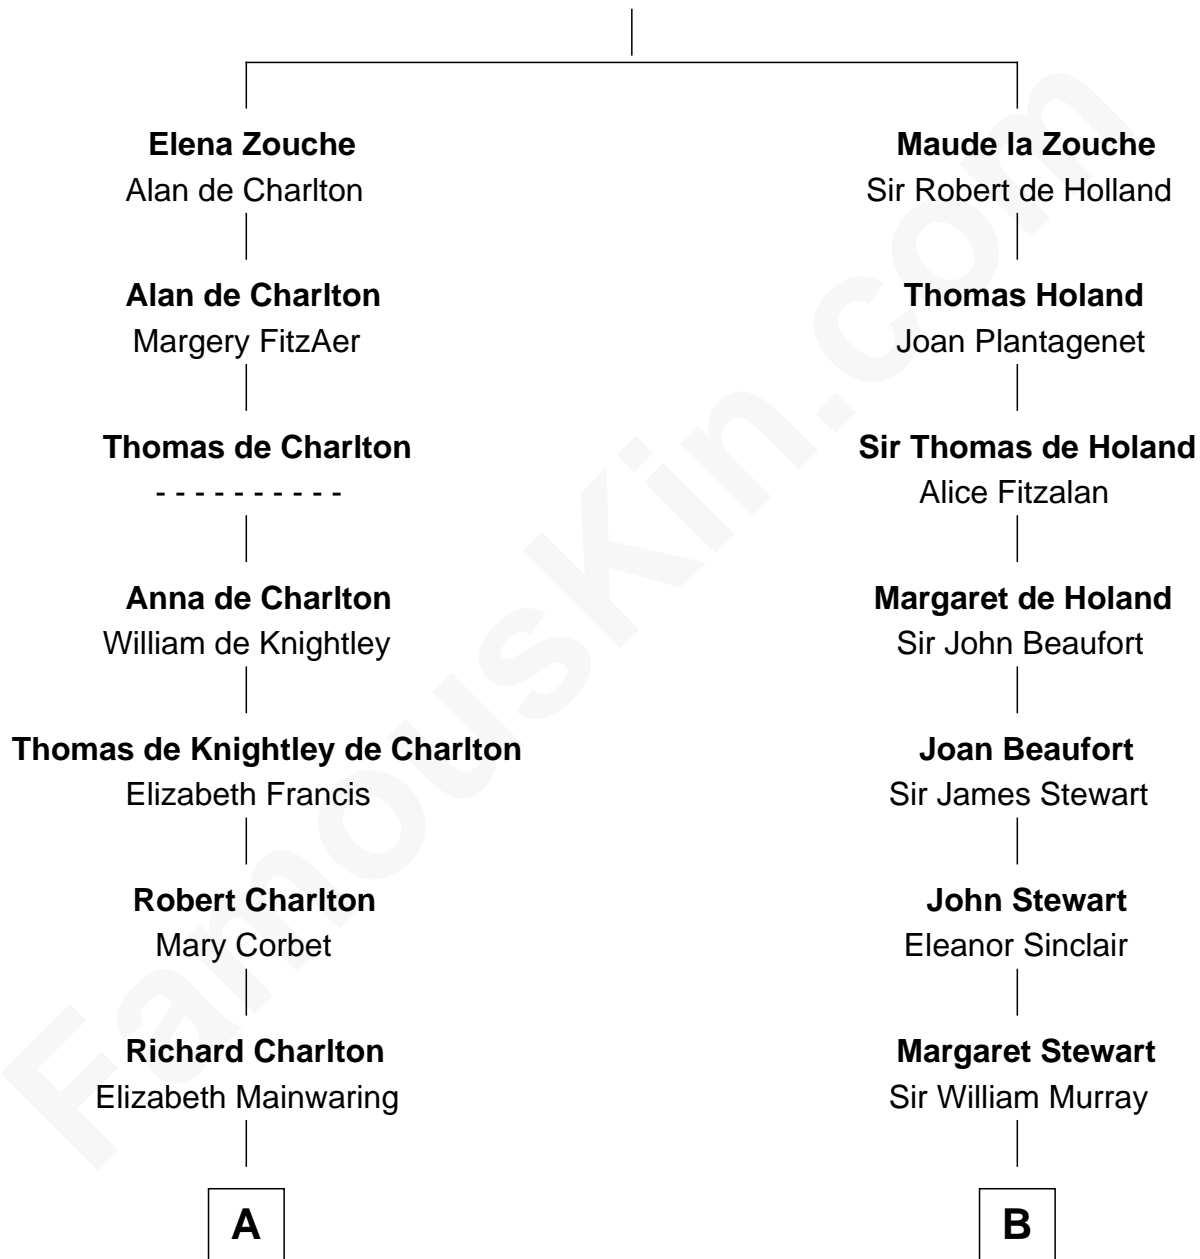 Elena Zouche
Alan de Charlton
Maude la Zouche
Sir Robert de Holland
Alan de Charlton
Margery FitzAer
Thomas Holand
Joan Plantagenet
Thomas de Charlton
- - - - - - - - - -
Sir Thomas de Holand
Alice Fitzalan
Anna de Charlton
William de Knightley
Margaret de Holand
Sir John Beaufort
Thomas de Knightley de Charlton
Elizabeth Francis
Joan Beaufort
Sir James Stewart
Robert Charlton
Mary Corbet
John Stewart
Eleanor Sinclair
Richard Charlton
Elizabeth Mainwaring
Margaret Stewart
Sir William Murray
A
B
FamousKin.com